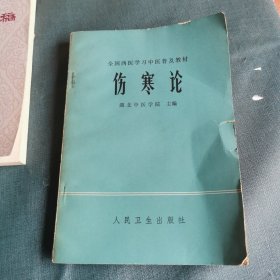 全国西医学习中医普及教材
伤寒论
湖北中医学院 主编
人民卫生出版社